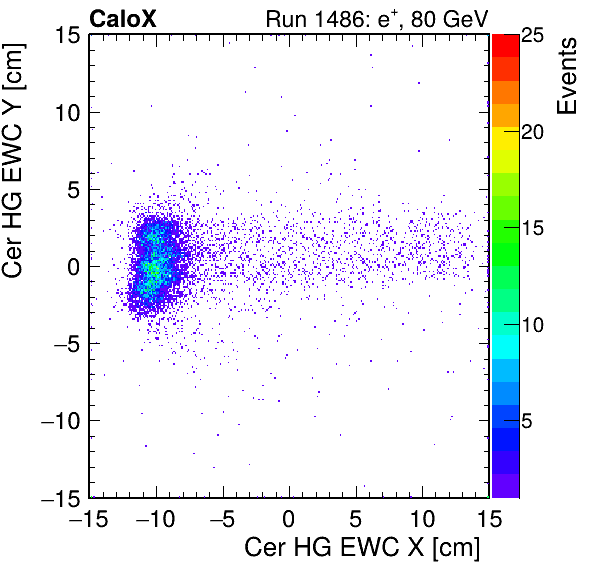 CaloX Run 1486: e+, 80 GeV
Cer HG EWC Y [cm]
15
10
5
0
−5
−10
−15
−15 −10 −5 0 5 10 15
Cer HG EWC X [cm]
25
20
15
10
5
Events